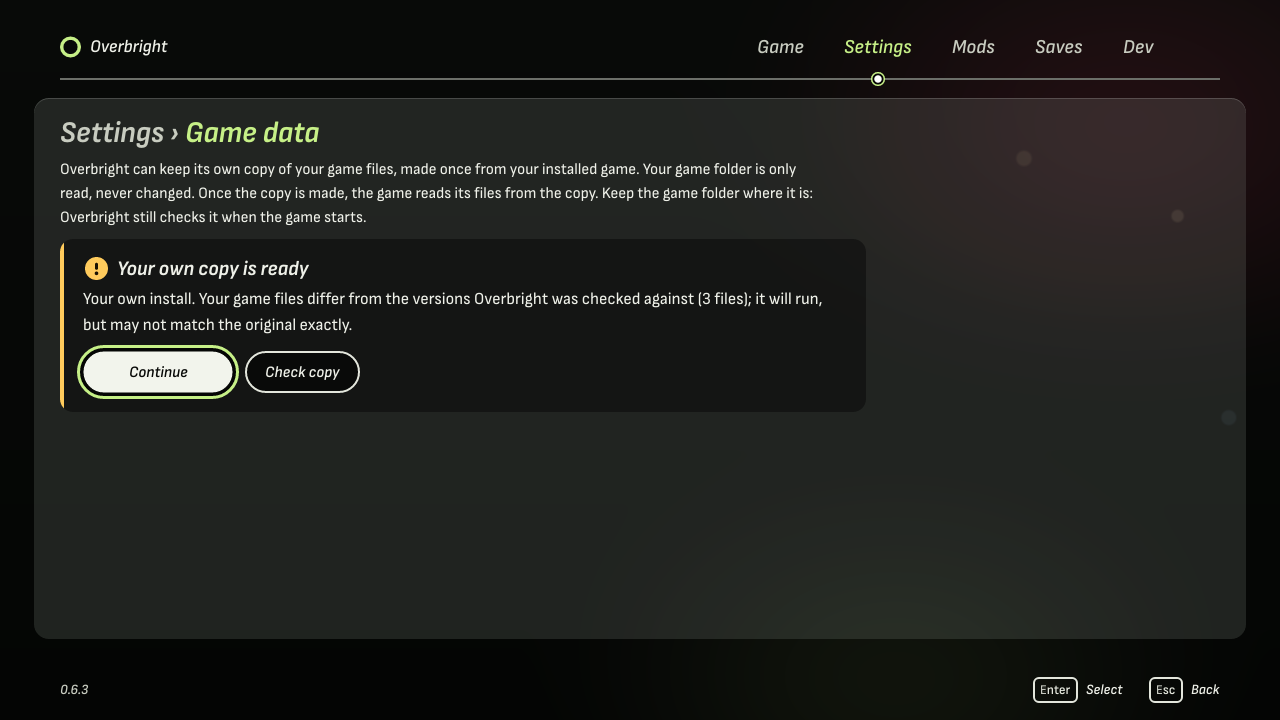 Overbright
Game
Settings
Mods
Saves
Dev
Settings › Game data
Overbright can keep its own copy of your game files, made once from your installed game. Your game folder is only
read, never changed. Once the copy is made, the game reads its files from the copy. Keep the game folder where it is:
Overbright still checks it when the game starts.
Your own copy is ready
Your own install. Your game files differ from the versions Overbright was checked against (3 files); it will run,
but may not match the original exactly.
Continue
Check copy
0.6.3
Enter Select
Esc Back